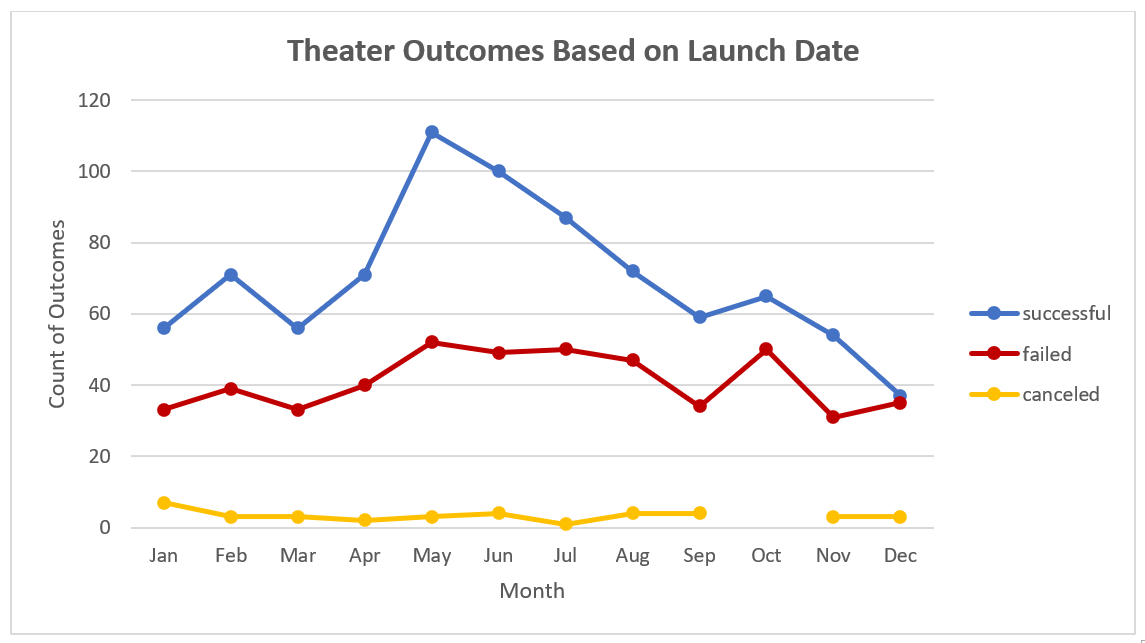 Theater Outcomes Based on Launch Date
120
100
80
60
40
20
0
Count of Outcomes
Jan Feb Mar Apr May Jun Jul Aug Sep Oct Nov Dec
Month
successful
failed
canceled